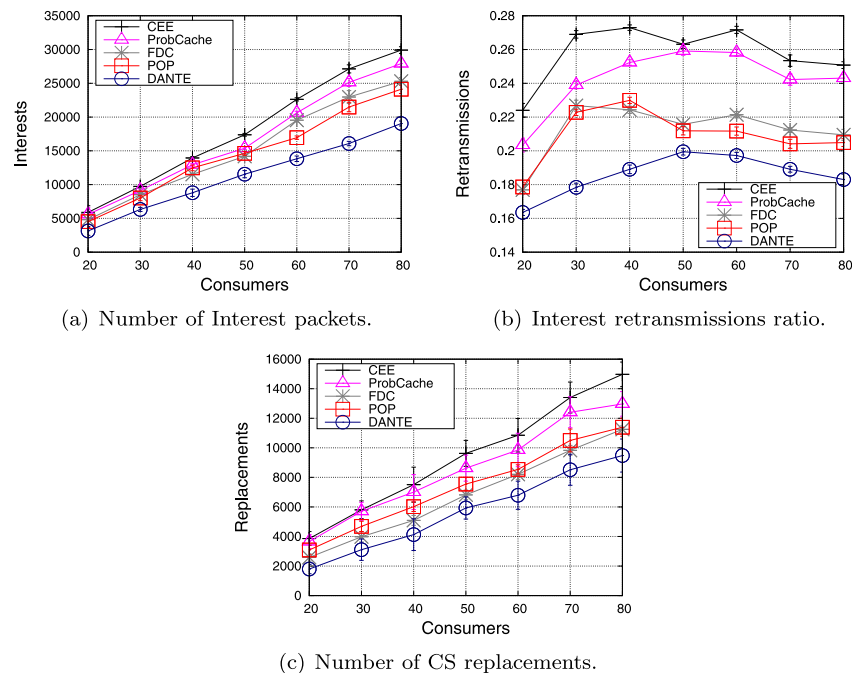 35000
30000
25000
20000
15000
10000
5000
0
Interests
CEE
ProbCache
FDC
POP
DANTE
20 30 40 50 60 70 80
Consumers
(a) Number of Interest packets.
0.28
0.26
0.24
0.22
0.2
0.18
0.16
0.14
Retransmissions
CEE
ProbCache
FDC
POP
DANTE
20 30 40 50 60 70 80
Consumers
(b) Interest retransmissions ratio.
16000
14000
12000
10000
8000
6000
4000
2000
0
Replacements
CEE
ProbCache
FDC
POP
DANTE
20 30 40 50 60 70 80
Consumers
(c) Number of CS replacements.